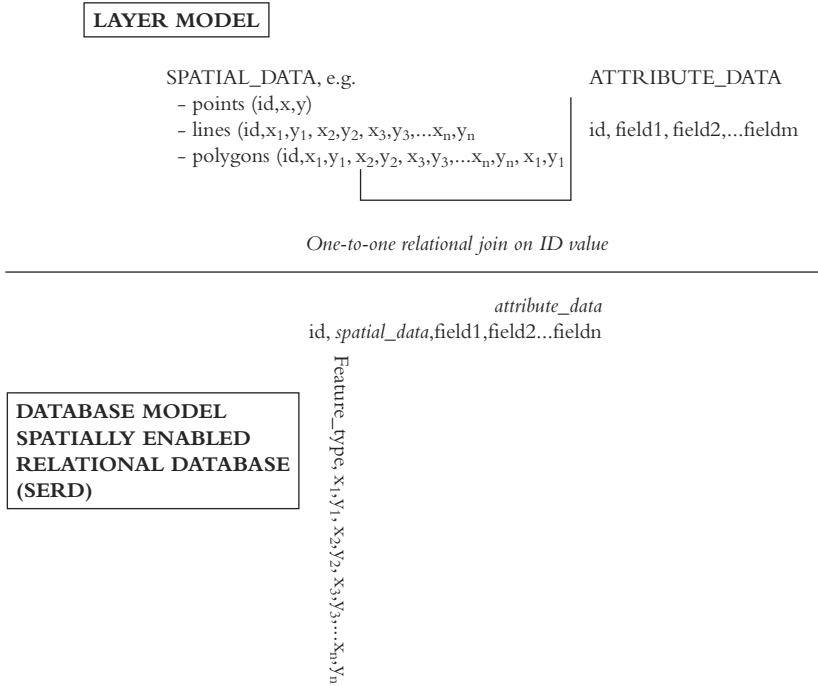 LAYER MODEL
SPATIAL_DATA, e.g.
- points (id,x,y)
- lines (id,x₁,y₁, x₂,y₂, x₃,y₃,...xₙ,yₙ
- polygons (id,x₁,y₁, x₂,y₂, x₃,y₃,...xₙ,yₙ, x₁,y₁
ATTRIBUTE_DATA
id, field1, field2,...fieldm
One-to-one relational join on ID value
attribute_data
id, spatial_data,field1,field2...fieldn
Feature_type, x₁,y₁, x₂,y₂, x₃,y₃,...xₙ,yₙ
DATABASE MODEL
SPATIALLY ENABLED
RELATIONAL DATABASE
(SERD)